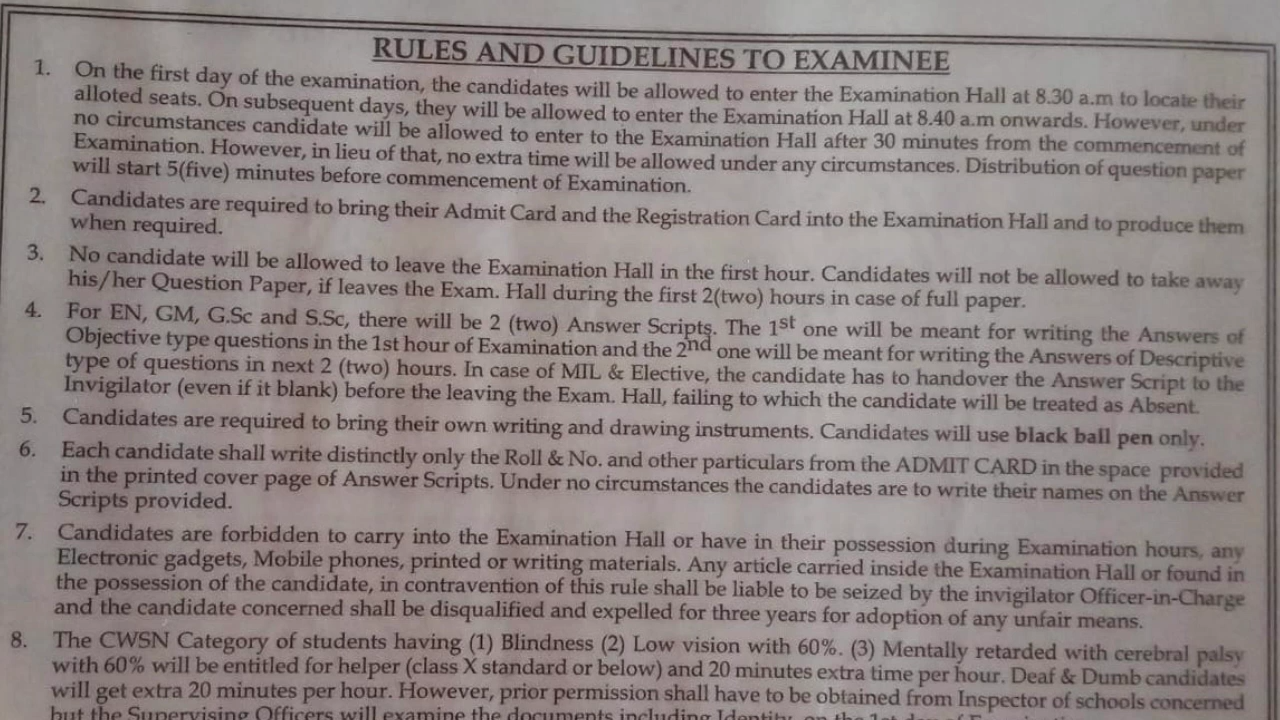 RULES AND GUIDELINES TO EXAMINEE
1. On the first day of the examination, the candidates will be allowed to enter the Examination Hall at 8.30 a.m to locate their
alloted seats. On subsequent days, they will be allowed to enter the Examination Hall at 8.40 a.m onwards. However, under
no circumstances candidate will be allowed to enter to the Examination Hall after 30 minutes from the commencement of
Examination. However, in lieu of that, no extra time will be allowed under any circumstances. Distribution of question paper
will start 5(five) minutes before commencement of Examination.
2. Candidates are required to bring their Admit Card and the Registration Card into the Examination Hall and to produce them
when required.
3. No candidate will be allowed to leave the Examination Hall in the first hour. Candidates will not be allowed to take away
his/her Question Paper, if leaves the Exam. Hall during the first 2(two) hours in case of full paper.
4. For EN, GM, G.Sc and S.Sc, there will be 2 (two) Answer Scripts. The 1st one will be meant for writing the Answers of
Objective type questions in the 1st hour of Examination and the 2nd one will be meant for writing the Answers of Descriptive
type of questions in next 2 (two) hours. In case of MIL & Elective, the candidate has to handover the Answer Script to the
Invigilator (even if it blank) before the leaving the Exam. Hall, failing to which the candidate will be treated as Absent.
5. Candidates are required to bring their own writing and drawing instruments. Candidates will use black ball pen only.
6. Each candidate shall write distinctly only the Roll & No. and other particulars from the ADMIT CARD in the space provided
in the printed cover page of Answer Scripts. Under no circumstances the candidates are to write their names on the Answer
Scripts provided.
7. Candidates are forbidden to carry into the Examination Hall or have in their possession during Examination hours, any
Electronic gadgets, Mobile phones, printed or writing materials. Any article carried inside the Examination Hall or found in
the possession of the candidate, in contravention of this rule shall be liable to be seized by the invigilator Officer-in-Charge
and the candidate concerned shall be disqualified and expelled for three years for adoption of any unfair means.
8. The CWSN Category of students having (1) Blindness (2) Low vision with 60%. (3) Mentally retarded with cerebral palsy
with 60% will be entitled for helper (class X standard or below) and 20 minutes extra time per hour. Deaf & Dumb candidates
will get extra 20 minutes per hour. However, prior permission shall have to be obtained from Inspector of schools concerned
but the Supervising Officers will examine the documents including Identity, on the 1st day of